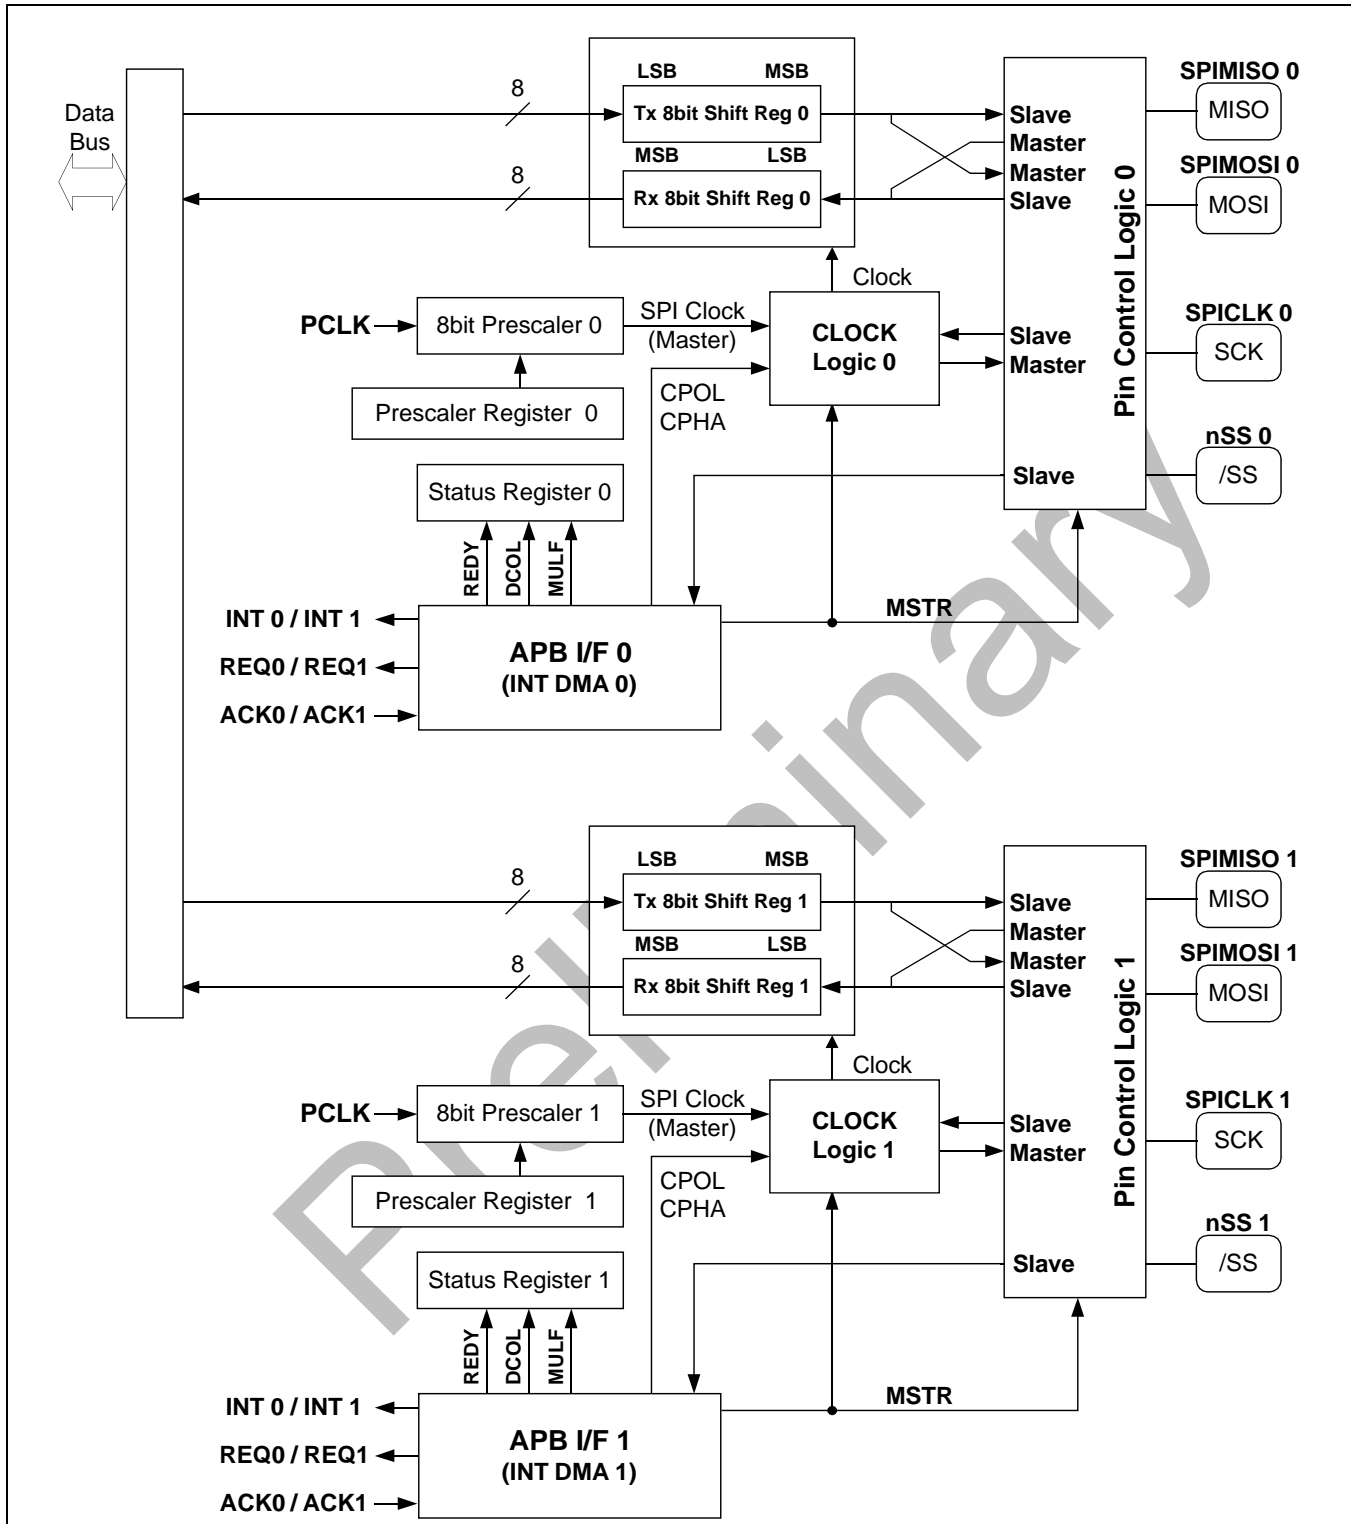 LSB MSB
Tx 8bit Shift Reg 0
MSB LSB
Rx 8bit Shift Reg 0
Data
Bus
8
8
Slave
Master
Master
Slave
Pin Control Logic 0
SPIMISO 0
MISO
SPIMOSI 0
MOSI
Clock
PCLK
8bit Prescaler 0
SPI Clock
(Master)
CLOCK
Logic 0
Slave
Master
SPICLK 0
SCK
Prescaler Register 0
CPOL
CPHA
nSS 0
/SS
Slave
Status Register 0
REDY
DCOL
MULF
INT 0 / INT 1
REQ0 / REQ1
ACK0 / ACK1
APB I/F 0
(INT DMA 0)
MSTR
Preliminary
LSB MSB
Tx 8bit Shift Reg 1
MSB LSB
Rx 8bit Shift Reg 1
8
8
Slave
Master
Master
Slave
Pin Control Logic 1
SPIMISO 1
MISO
SPIMOSI 1
MOSI
Clock
PCLK
8bit Prescaler 1
SPI Clock
(Master)
CLOCK
Logic 1
Slave
Master
SPICLK 1
SCK
Prescaler Register 1
CPOL
CPHA
nSS 1
/SS
Slave
Status Register 1
REDY
DCOL
MULF
INT 0 / INT 1
REQ0 / REQ1
ACK0 / ACK1
APB I/F 1
(INT DMA 1)
MSTR